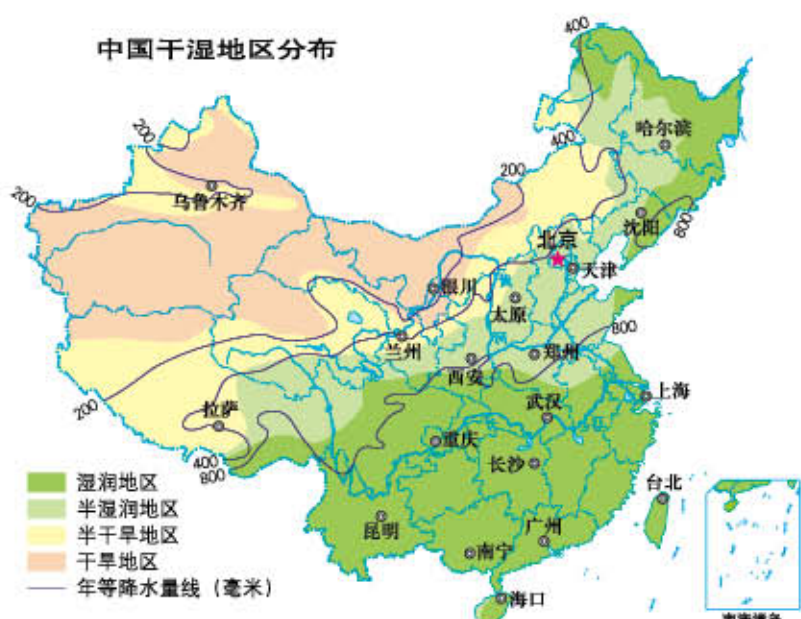 中国干湿地区分布
400
哈尔滨
200
400
200
乌鲁木齐
200
沈阳
800
北京
天津
银川
太原
800
兰州
郑州
西安
200
拉萨
武汉
上海
重庆
400
800
长沙
湿润地区
半湿润地区
台北
半干旱地区
昆明
广州
干旱地区
南宁
年等降水量线（毫米）
海口